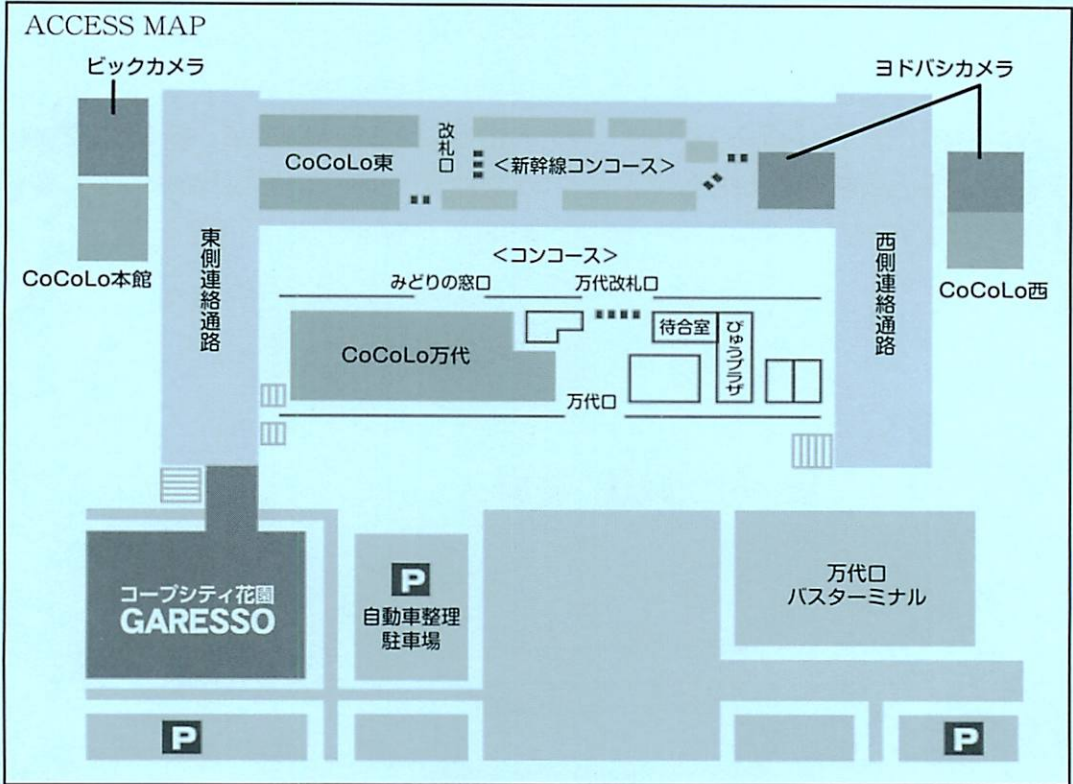 ACCESS MAP
ビックカメラ
ヨドバシカメラ
CoCoLo東
改札口
<新幹線コンコース>
CoCoLo本館
東側連絡通路
<コンコース>
西側連絡通路
CoCoLo西
みどりの窓口
万代改札口
CoCoLo万代
待合室
びゅうプラザ
万代口
コープシティ花園
GARESSO
P
自動車整理
駐車場
万代口
バスターミナル
P
P